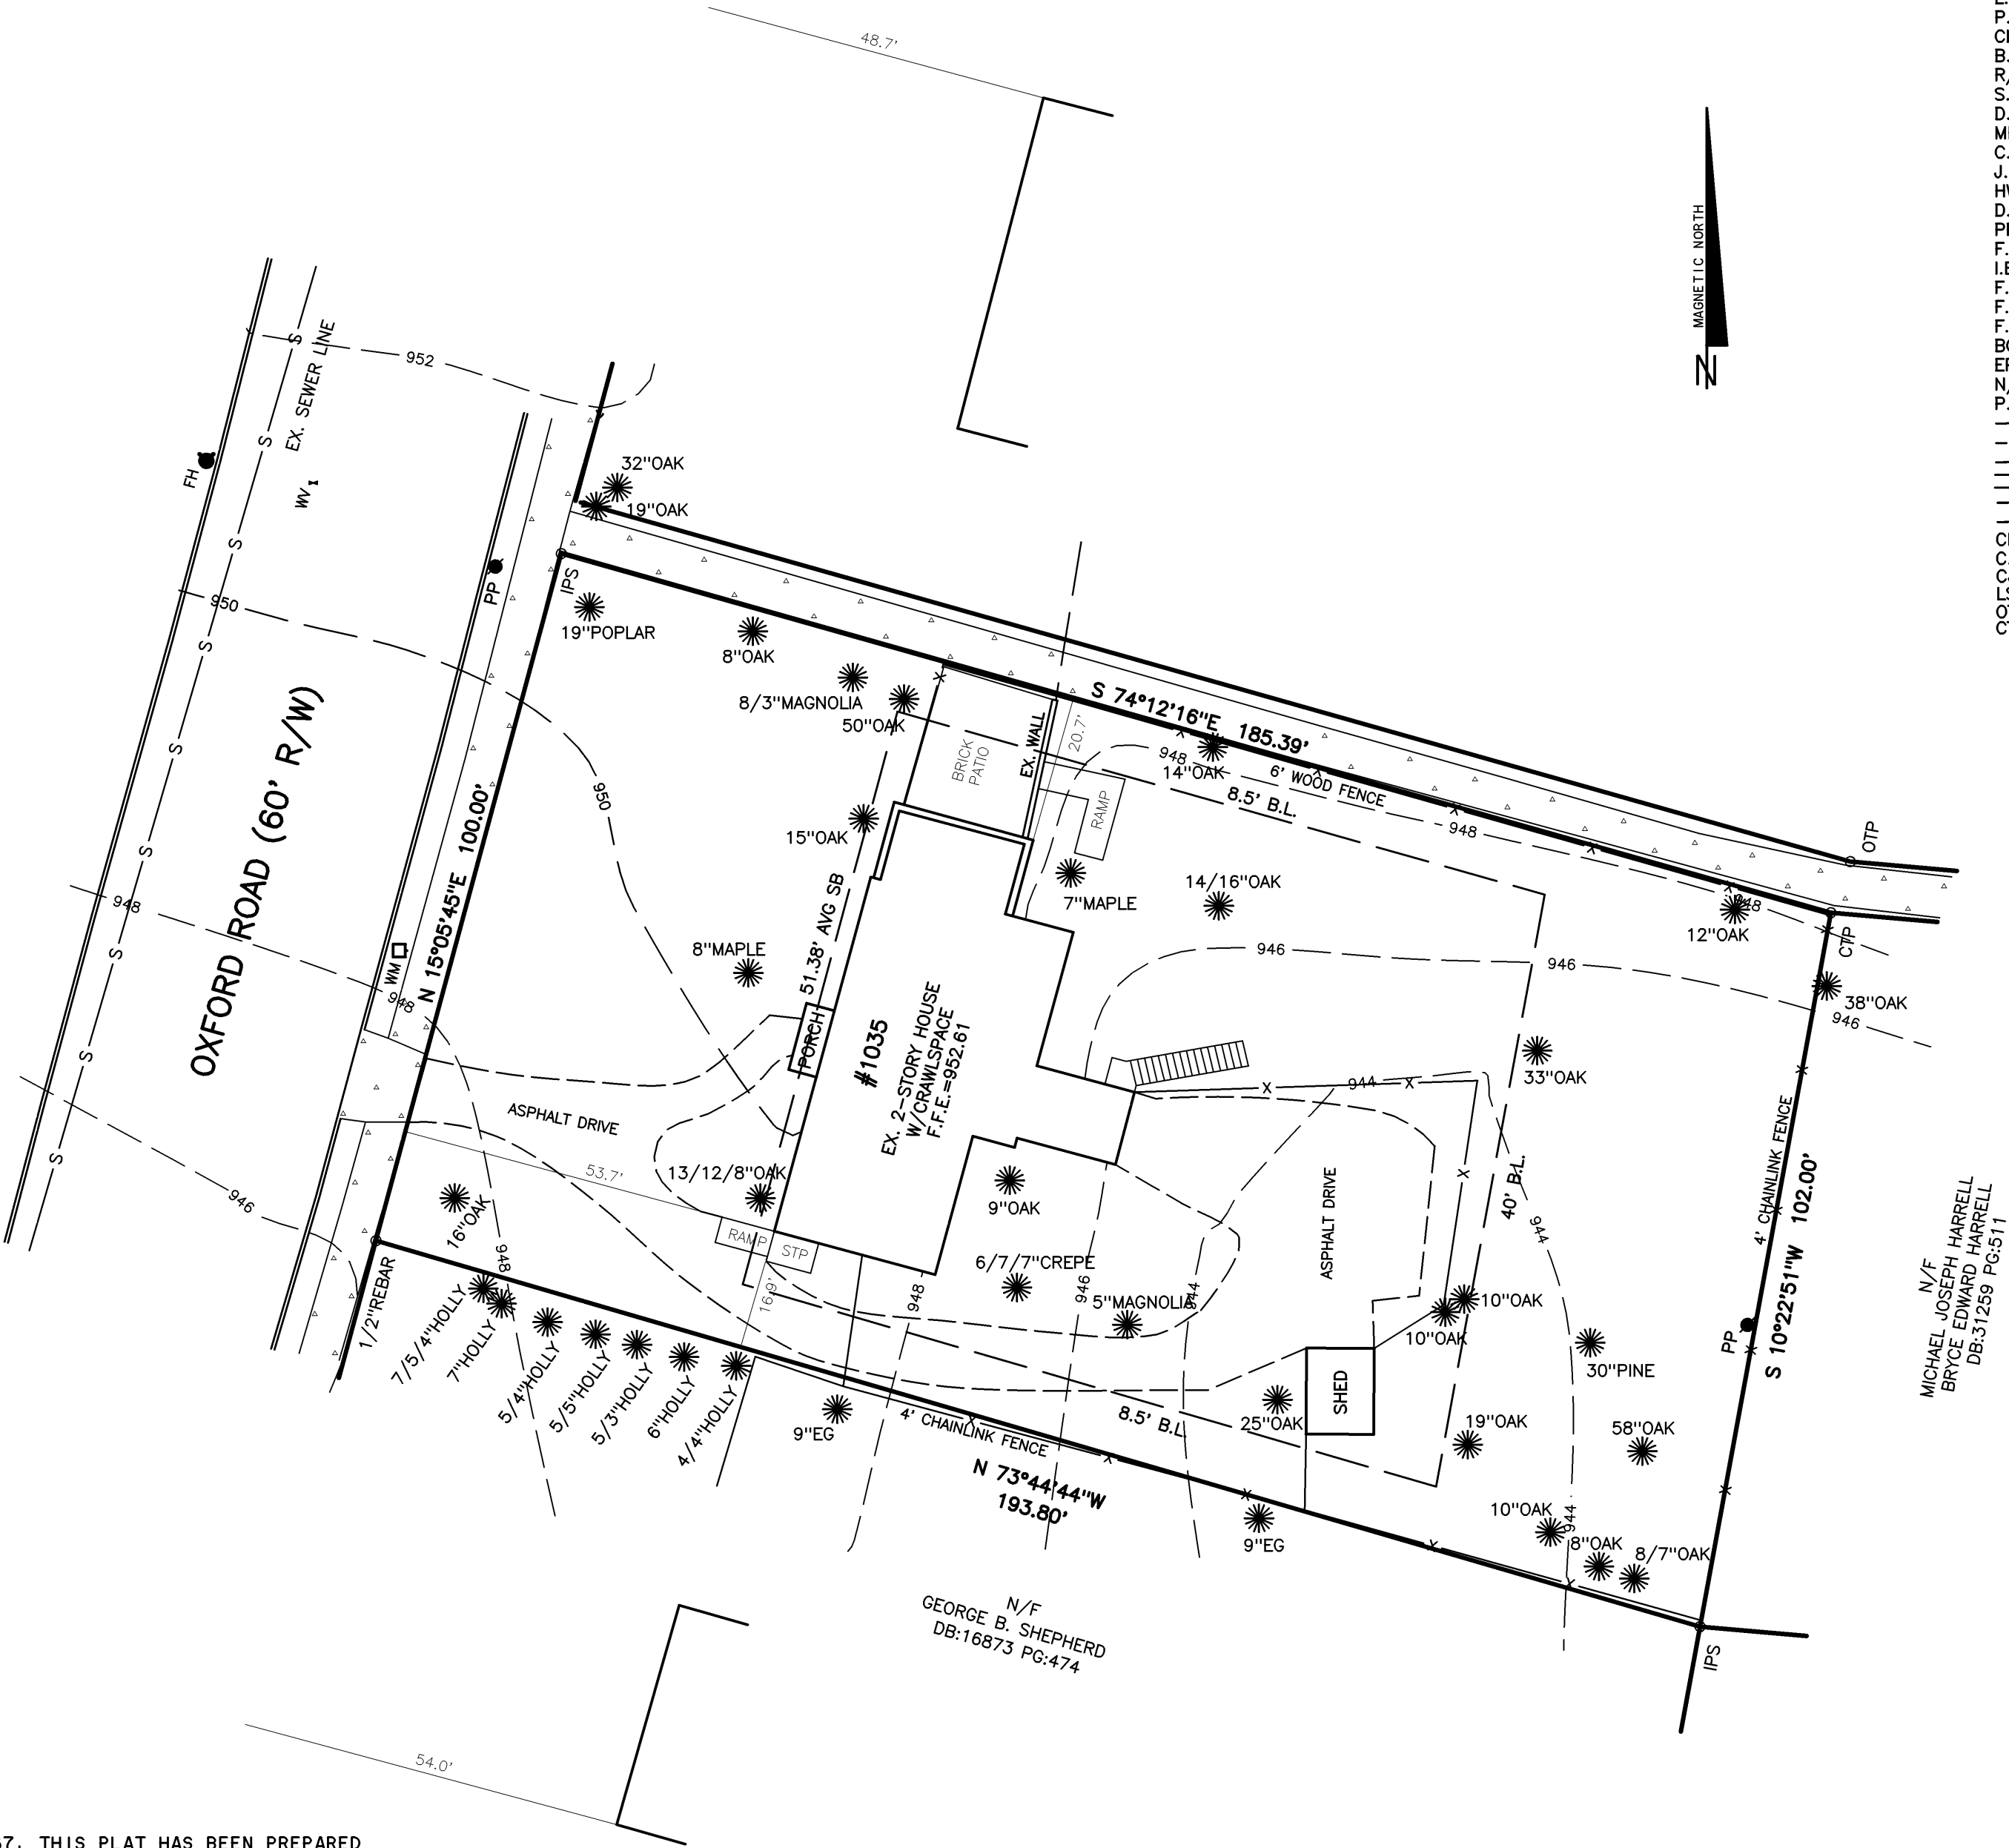 48.7'
MAGNETIC NORTH
N
952
EX. SEWER LINE
S
S
S
S
S
S
S
S
S
S
FH
WV
32"OAK
19"OAK
PP
IPS
950
19"POPLAR
8"OAK
8/3"MAGNOLIA
50"OAK
BRICK
PATIO
EX. WALL
20.7'
S 74°12'16"E 185.39'
948
14"OAK
6' WOOD FENCE
8.5' B.L.
948
RAMP
OTP
OXFORD ROAD (60' R/W)
N 15°05'45"E 100.00'
950
15"OAK
51.38' AVG SB
7"MAPLE
14/16"OAK
948
12"OAK
CTP
948
WM
948
8"MAPLE
946
946
38"OAK
946
PORCH
#1035
EX. 2-STORY HOUSE
W/CRAWLSPACE
F.F.E.=952.61
33"OAK
944
ASPHALT DRIVE
53.7'
13/12/8"OAK
9"OAK
ASPHALT DRIVE
40' B.L.
4' CHAINLINK FENCE
S 10°22'51"W 102.00'
N/F
MICHAEL JOSEPH HARRELL
BRYCE EDWARD HARRELL
DB:31259 PG:511
946
16"OAK
948
RAMP
STP
16.9'
948
6/7/7"CREPE
946
944
5"MAGNOLIA
944
10"OAK
10"OAK
PP
30"PINE
1/2"REBAR
7/5/4"HOLLY
7"HOLLY
5/4"HOLLY
5/5"HOLLY
5/3"HOLLY
6"HOLLY
4/4"HOLLY
9"EG
4' CHAINLINK FENCE
8.5' B.L.
25"OAK
SHED
19"OAK
58"OAK
N 73°44'44"W
193.80'
9"EG
10"OAK
944
8"OAK
8/7"OAK
IPS
N/F
GEORGE B. SHEPHERD
DB:16873 PG:474
54.0'
THIS PLAT HAS BEEN PREPARED